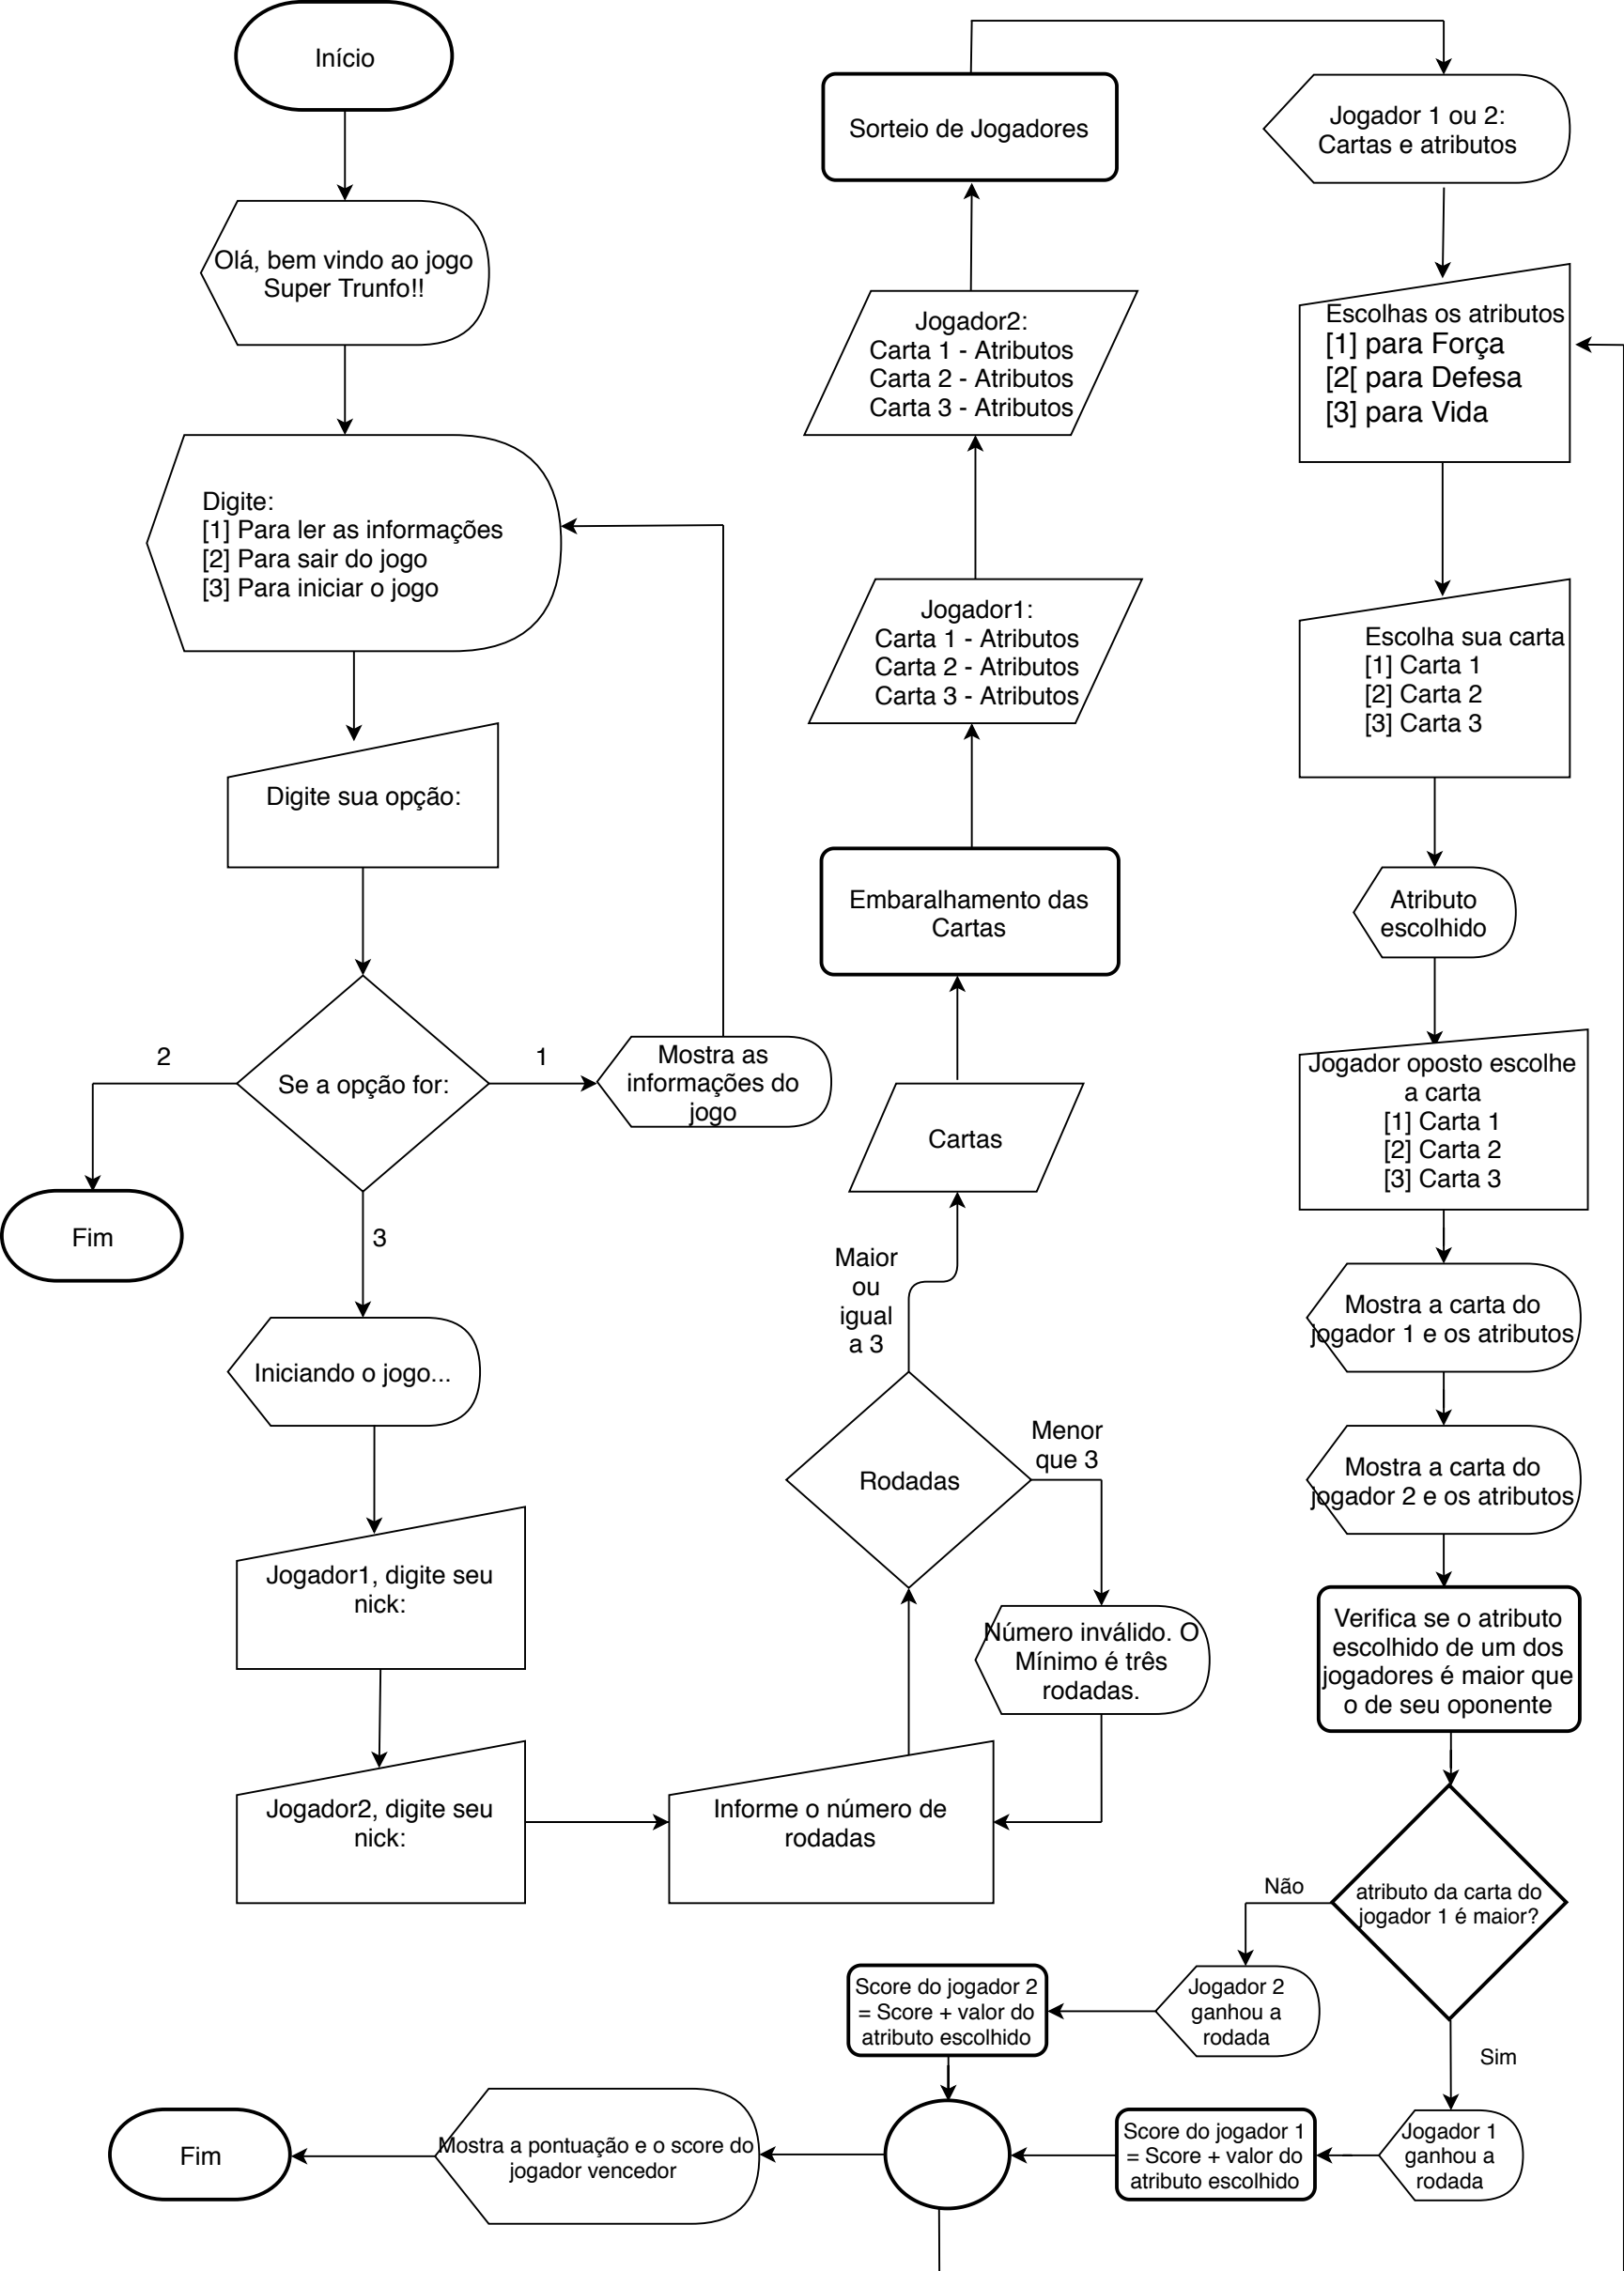 Início
Olá, bem vindo ao jogo
Super Trunfo!!
Digite:
[1] Para ler as informações
[2] Para sair do jogo
[3] Para iniciar o jogo
Digite sua opção:
Se a opção for:
2
1
3
Fim
Mostra as
informações do
jogo
Iniciando o jogo...
Jogador1, digite seu
nick:
Jogador2, digite seu
nick:
Informe o número de
rodadas
Rodadas
Menor
que 3
Número inválido. O
Mínimo é três
rodadas.
Maior
ou
igual
a 3
Cartas
Embaralhamento das
Cartas
Jogador1:
Carta 1 - Atributos
Carta 2 - Atributos
Carta 3 - Atributos
Jogador2:
Carta 1 - Atributos
Carta 2 - Atributos
Carta 3 - Atributos
Sorteio de Jogadores
Jogador 1 ou 2:
Cartas e atributos
Escolhas os atributos
[1] para Força
[2[ para Defesa
[3] para Vida
Escolha sua carta
[1] Carta 1
[2] Carta 2
[3] Carta 3
Atributo
escolhido
Jogador oposto escolhe
a carta
[1] Carta 1
[2] Carta 2
[3] Carta 3
Mostra a carta do
jogador 1 e os atributos
Mostra a carta do
jogador 2 e os atributos
Verifica se o atributo
escolhido de um dos
jogadores é maior que
o de seu oponente
atributo da carta do
jogador 1 é maior?
Não
Jogador 2
ganhou a
rodada
Score do jogador 2
= Score + valor do
atributo escolhido
Sim
Jogador 1
ganhou a
rodada
Score do jogador 1
= Score + valor do
atributo escolhido
Mostra a pontuação e o score do
jogador vencedor
Fim